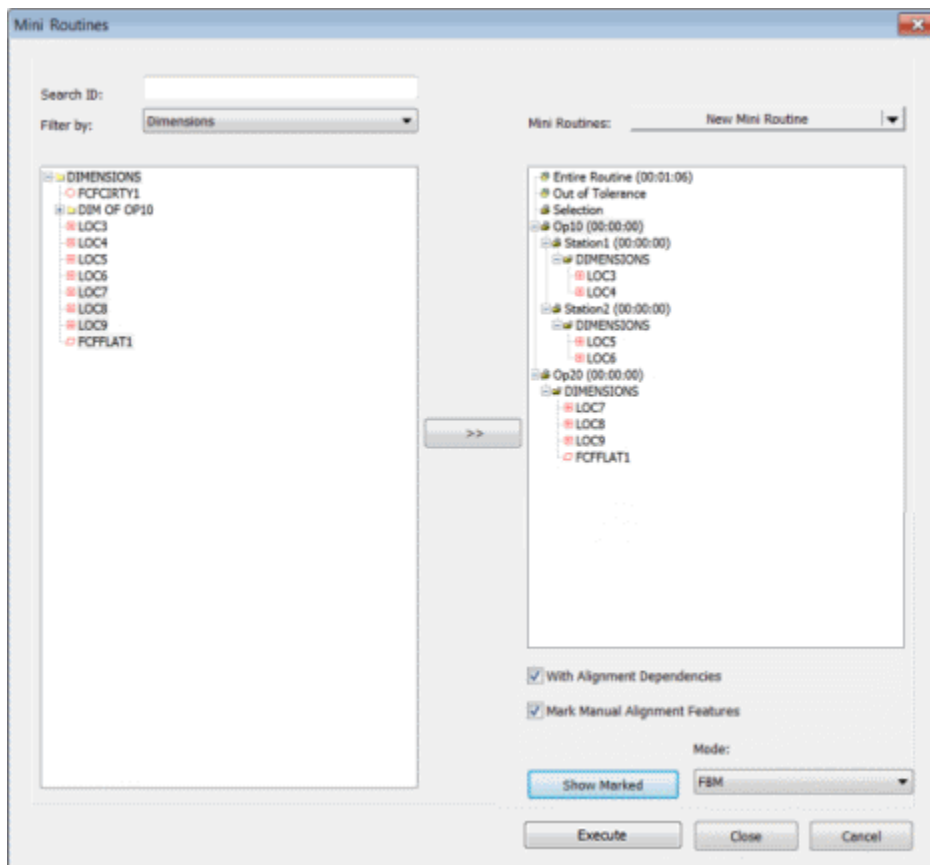 Mini Routines
Search ID:
Filter by:
Dimensions
Mini Routines:
New Mini Routine
DIMENSIONS
FCFCIRTY1
DIM OF OP10
LOC3
LOC4
LOC5
LOC6
LOC7
LOC8
LOC9
FCFFLAT1
>>
Entire Routine (00:01:06)
Out of Tolerance
Selection
Op10 (00:00:00)
Station1 (00:00:00)
DIMENSIONS
LOC3
LOC4
Station2 (00:00:00)
DIMENSIONS
LOC5
LOC6
Op20 (00:00:00)
DIMENSIONS
LOC7
LOC8
LOC9
FCFFLAT1
With Alignment Dependencies
Mark Manual Alignment Features
Mode:
Show Marked
FBM
Execute
Close
Cancel